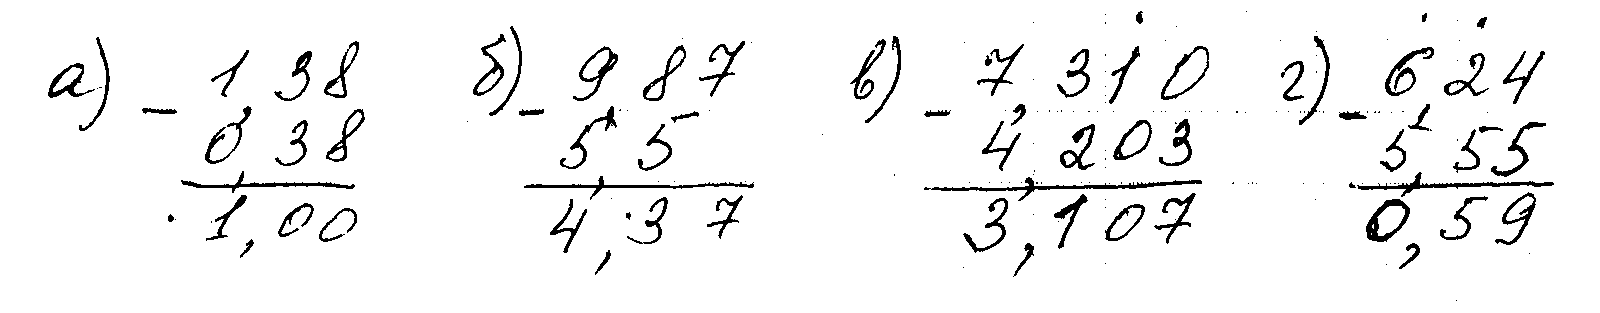 а) 1,38 б) 9,87 в) 7,310 г) 6,24
- 0,38 - 5,5 - 4,203 - 5,55
1,00 4,37 3,107 0,59